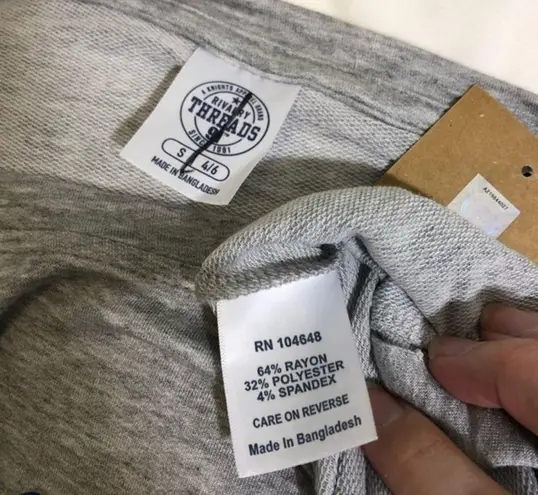 A KNIGHTS APPAREL BRAND
RIVALRY
THREADS
91
SINCE 1991
S 4/6
MADE IN BANGLADESH
RN 104648
64% RAYON
32% POLYESTER
4% SPANDEX
CARE ON REVERSE
Made In Bangladesh